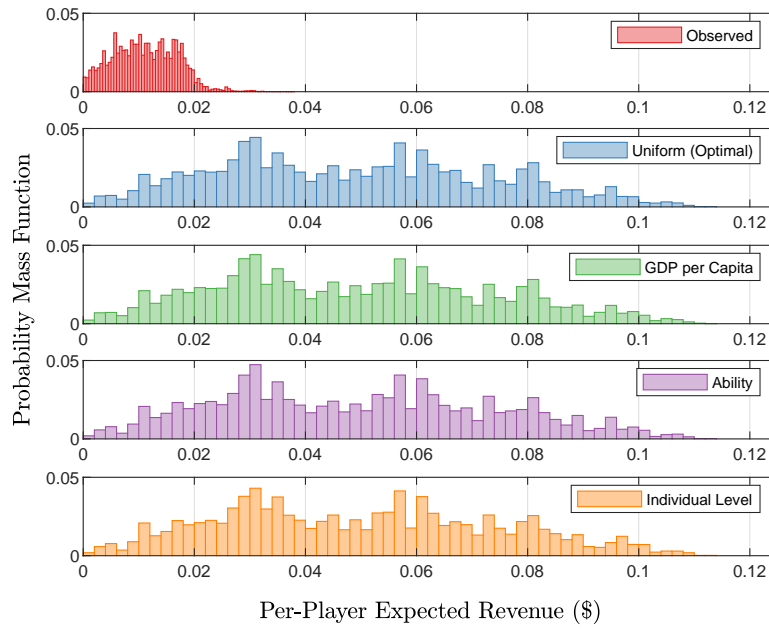 0.05
Observed
0
0 0.02 0.04 0.06 0.08 0.1 0.12
0.05
Uniform (Optimal)
0
0 0.02 0.04 0.06 0.08 0.1 0.12
0.05
GDP per Capita
0
0 0.02 0.04 0.06 0.08 0.1 0.12
0.05
Ability
0
0 0.02 0.04 0.06 0.08 0.1 0.12
0.05
Individual Level
0
0 0.02 0.04 0.06 0.08 0.1 0.12
Probability Mass Function
Per-Player Expected Revenue ($)